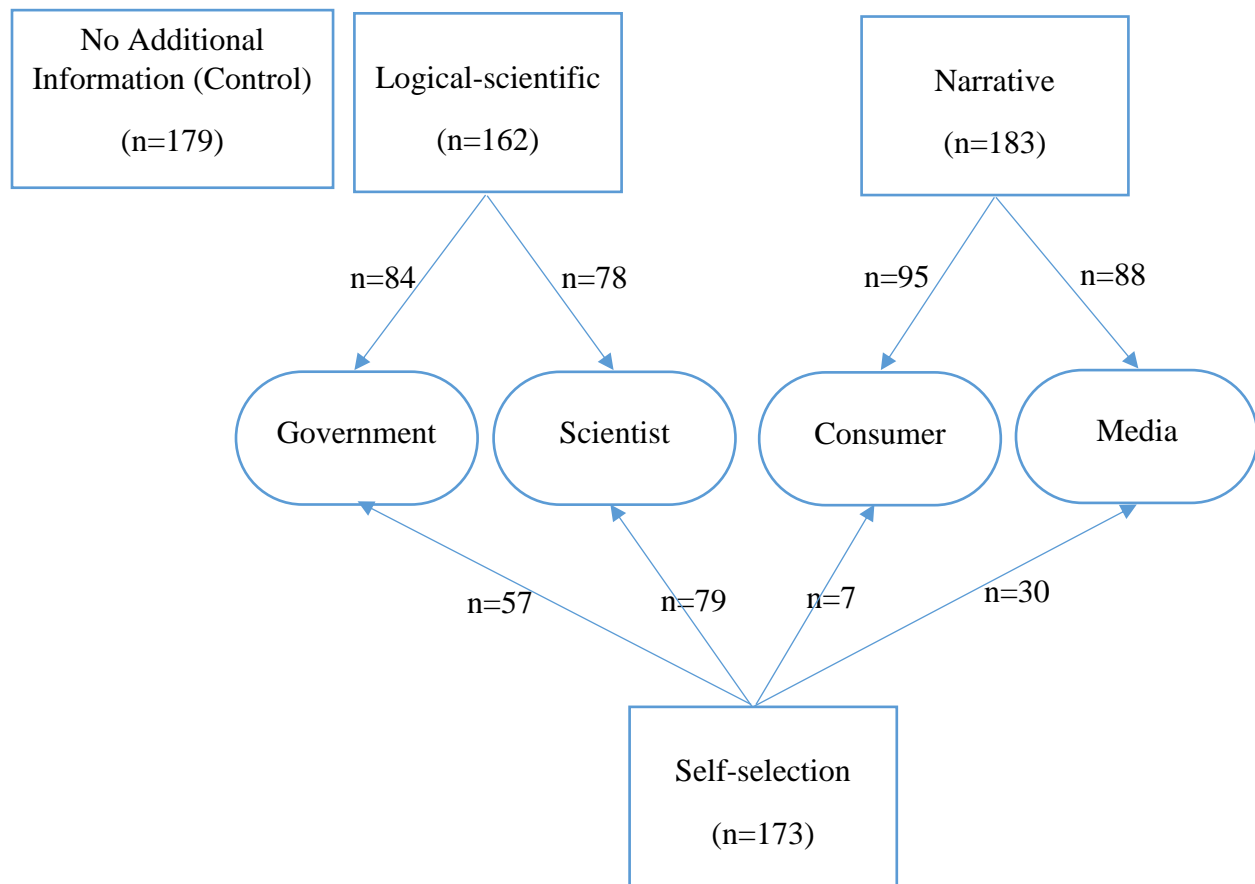 No Additional
Information (Control)
(n=179)
Logical-scientific
(n=162)
Narrative
(n=183)
n=84
n=78
n=95
n=88
Government
Scientist
Consumer
Media
n=57
n=79
n=7
n=30
Self-selection
(n=173)